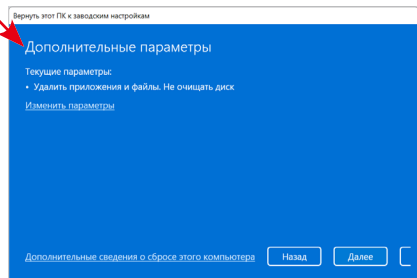 Вернуть этот ПК к заводским настройкам
Дополнительные параметры
Текущие параметры:
• Удалить приложения и файлы. Не очищать диск
Изменить параметры
Дополнительные сведения о сбросе этого компьютера Назад Далее